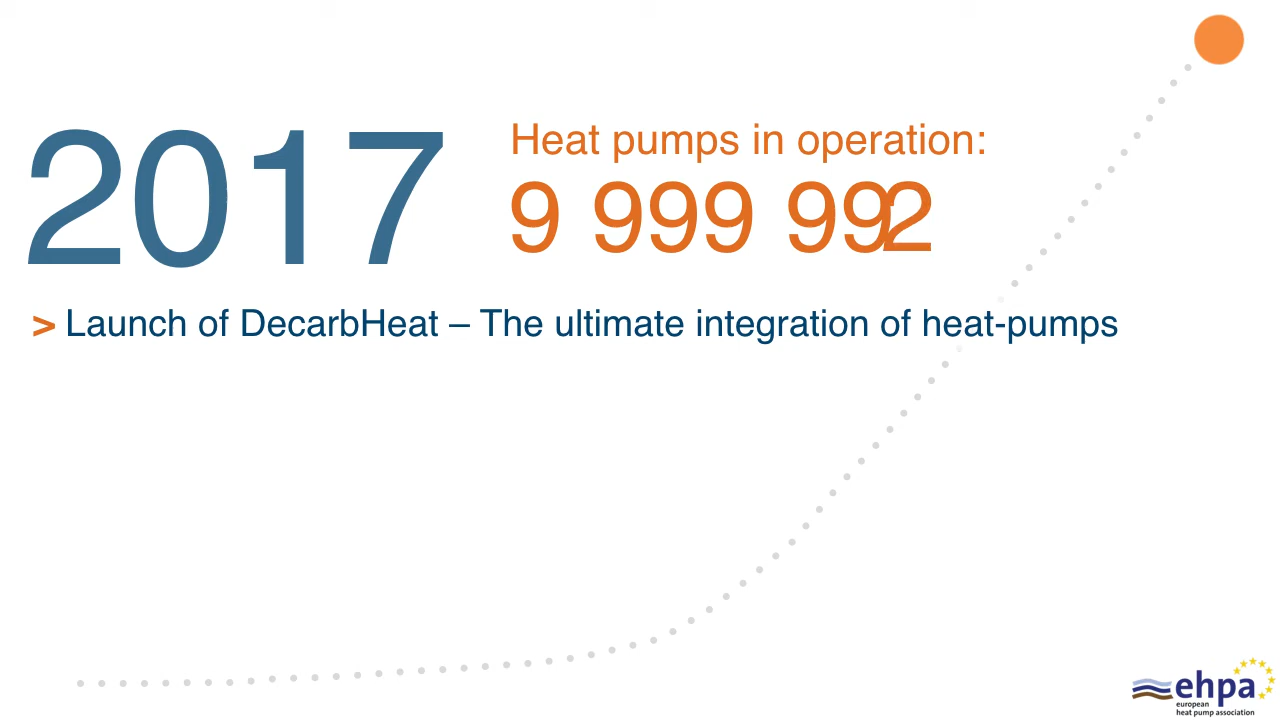 2017
Heat pumps in operation:
9 999 992
> Launch of DecarbHeat – The ultimate integration of heat-pumps
ehpa
european
heat pump association